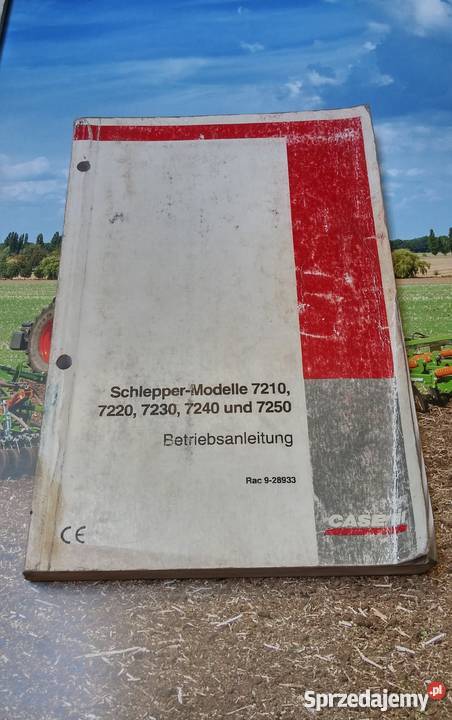 Schlepper-Modelle 7210,
7220, 7230, 7240 und 7250
Betriebsanleitung
Rac 9-28933
CASE
CE
Sprzedajemy.pl